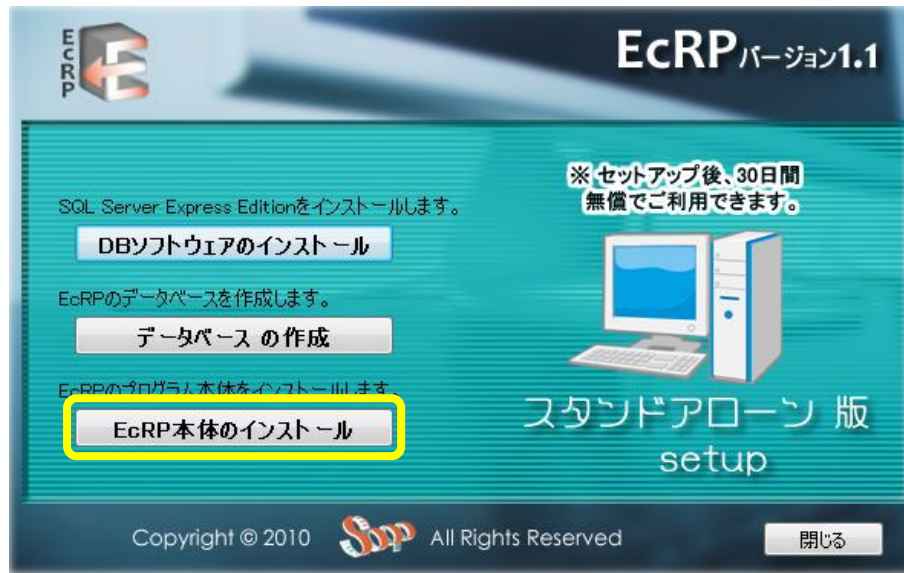 ECRP
EcRPバージョン1.1
※ セットアップ後、30日間
無償でご利用できます。
SQL Server Express Editionをインストールします。
DBソフトウェアのインストール
EcRPのデータベースを作成します。
データベース の作成
EcRPのプログラム本体をインストールします。
EcRP本体のインストール
スタンドアローン 版
setup
Copyright © 2010 Sopp All Rights Reserved
閉じる